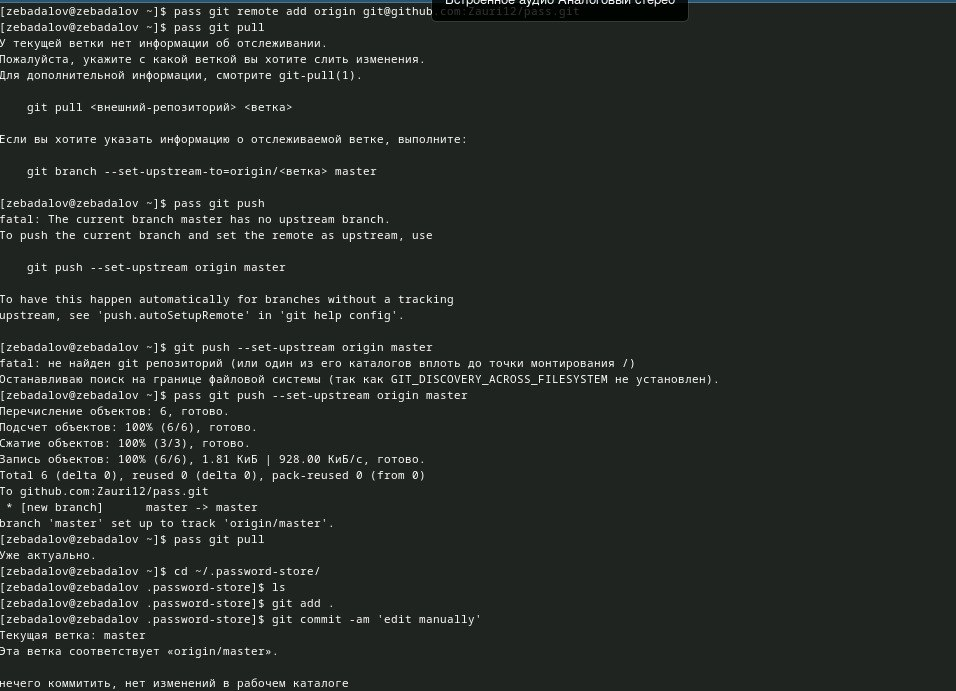 Встроенное аудио Аналоговый стерео
[zebadalov@zebadalov ~]$ pass git remote add origin git@github.com:Zauri12/pass.git
[zebadalov@zebadalov ~]$ pass git pull
У текущей ветки нет информации об отслеживании.
Пожалуйста, укажите с какой веткой вы хотите слить изменения.
Для дополнительной информации, смотрите git-pull(1).
git pull <внешний-репозиторий> <ветка>
Если вы хотите указать информацию о отслеживаемой ветке, выполните:
git branch --set-upstream-to=origin/<ветка> master
[zebadalov@zebadalov ~]$ pass git push
fatal: The current branch master has no upstream branch.
To push the current branch and set the remote as upstream, use
git push --set-upstream origin master
To have this happen automatically for branches without a tracking
upstream, see 'push.autoSetupRemote' in 'git help config'.
[zebadalov@zebadalov ~]$ git push --set-upstream origin master
fatal: не найден git репозиторий (или один из его каталогов вплоть до точки монтирования /)
Останавливаю поиск на границе файловой системы (так как GIT_DISCOVERY_ACROSS_FILESYSTEM не установлен).
[zebadalov@zebadalov ~]$ pass git push --set-upstream origin master
Перечисление объектов: 6, готово.
Подсчет объектов: 100% (6/6), готово.
Сжатие объектов: 100% (3/3), готово.
Запись объектов: 100% (6/6), 1.81 КиБ | 928.00 КиБ/с, готово.
Total 6 (delta 0), reused 0 (delta 0), pack-reused 0 (from 0)
To github.com:Zauri12/pass.git
* [new branch]      master -> master
branch 'master' set up to track 'origin/master'.
[zebadalov@zebadalov ~]$ pass git pull
Уже актуально.
[zebadalov@zebadalov ~]$ cd ~/.password-store/
[zebadalov@zebadalov .password-store]$ ls
[zebadalov@zebadalov .password-store]$ git add .
[zebadalov@zebadalov .password-store]$ git commit -am 'edit manually'
Текущая ветка: master
Эта ветка соответствует «origin/master».
нечего коммитить, нет изменений в рабочем каталоге